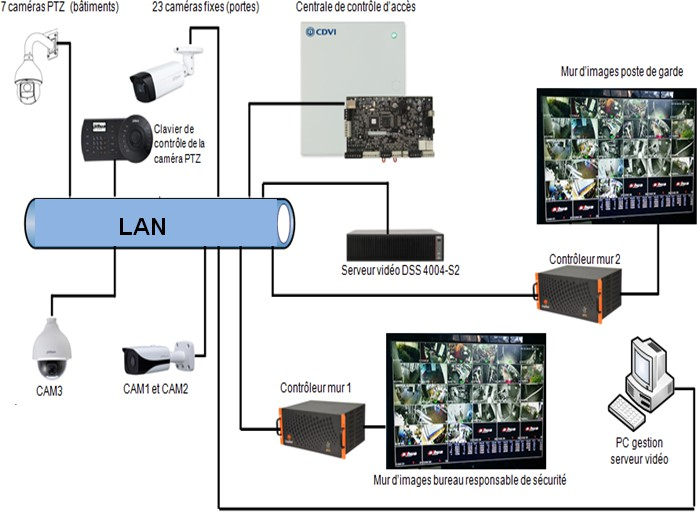 7 caméras PTZ (bâtiments)
23 caméras fixes (portes)
Centrale de contrôle d'accès
CDVI
Mur d'images poste de garde
Clavier de
contrôle de la
caméra PTZ
LAN
Serveur vidéo DSS 4004-S2
Contrôleur mur 2
CAM3
CAM1 et CAM2
Contrôleur mur 1
PC gestion
serveur vidéo
Mur d'images bureau responsable de sécurité